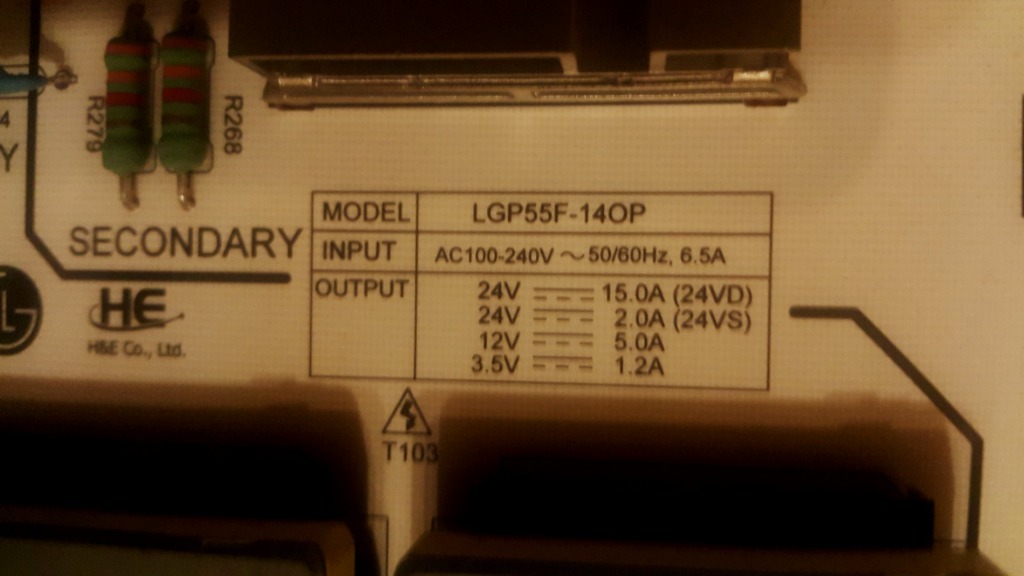 R279
R268
4
Y
SECONDARY
MODEL LGP55F-14OP
INPUT AC100-240V ～ 50/60Hz, 6.5A
OUTPUT 24V 15.0A (24VD)
24V 2.0A (24VS)
12V 5.0A
3.5V 1.2A
L
HE
H&E Co., Ltd.
T103